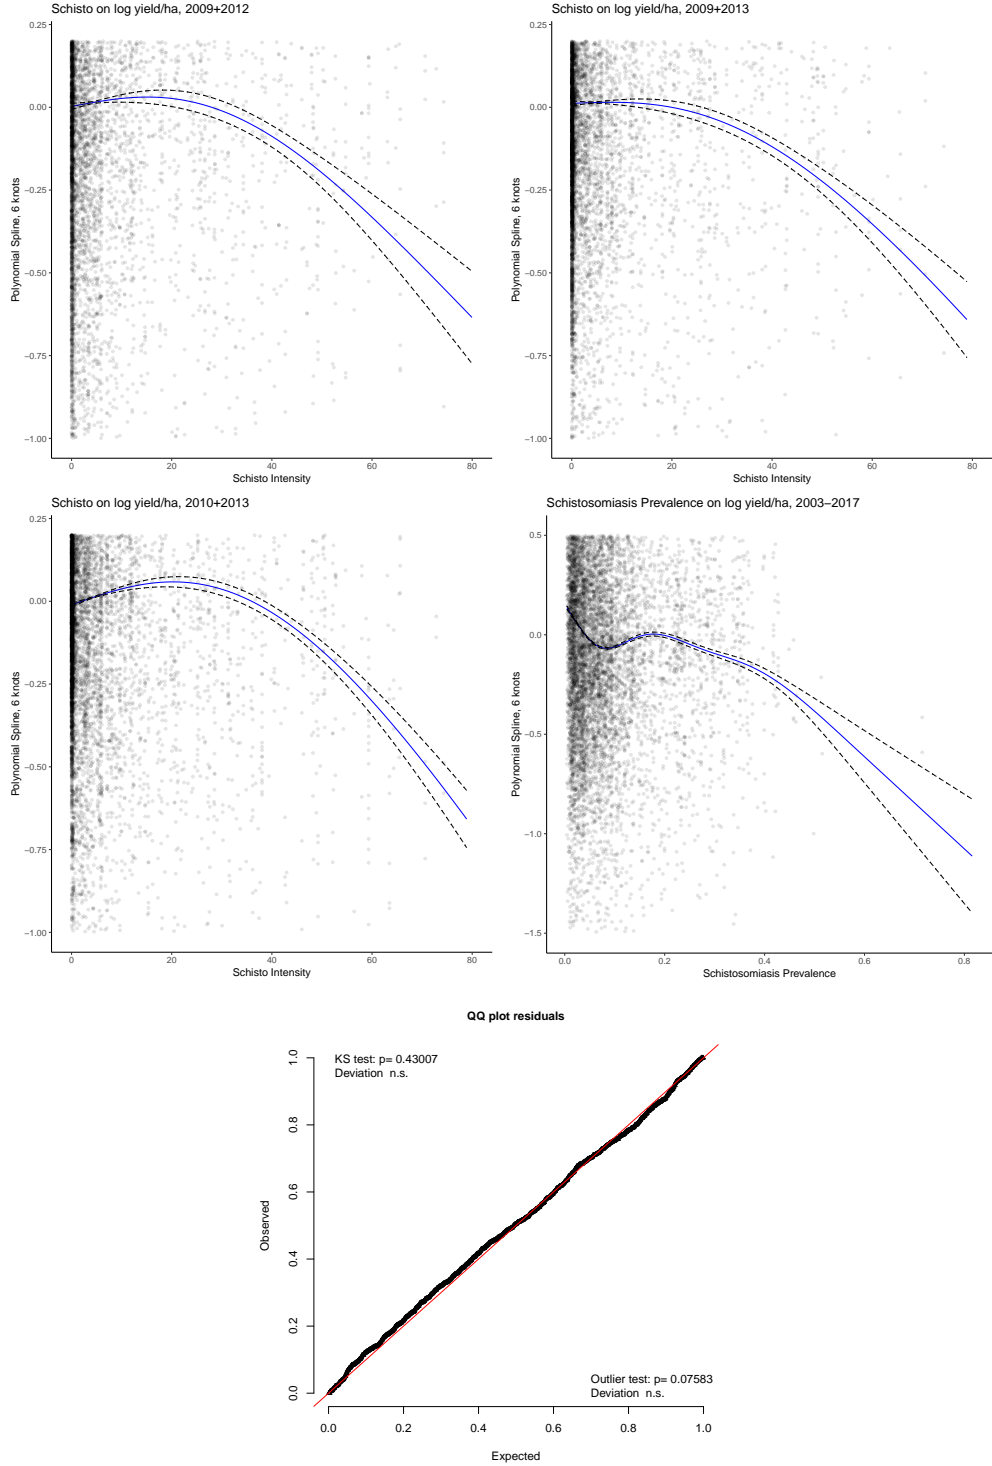 Schisto on log yield/ha, 2009+2012
0.25
0.00
−0.25
−0.50
−0.75
−1.00
Polynomial Spline, 6 knots
0 20 40 60 80
Schisto Intensity
Schisto on log yield/ha, 2009+2013
0.25
0.00
−0.25
−0.50
−0.75
−1.00
Polynomial Spline, 6 knots
0 20 40 60 80
Schisto Intensity
Schisto on log yield/ha, 2010+2013
0.25
0.00
−0.25
−0.50
−0.75
−1.00
Polynomial Spline, 6 knots
0 20 40 60 80
Schisto Intensity
Schistosomiasis Prevalence on log yield/ha, 2003−2017
0.5
0.0
−0.5
−1.0
−1.5
Polynomial Spline, 6 knots
0.0 0.2 0.4 0.6 0.8
Schistosomiasis Prevalence
QQ plot residuals
KS test: p= 0.43007
Deviation n.s.
1.0
0.8
0.6
0.4
0.2
0.0
Observed
Outlier test: p= 0.07583
Deviation n.s.
0.0 0.2 0.4 0.6 0.8 1.0
Expected